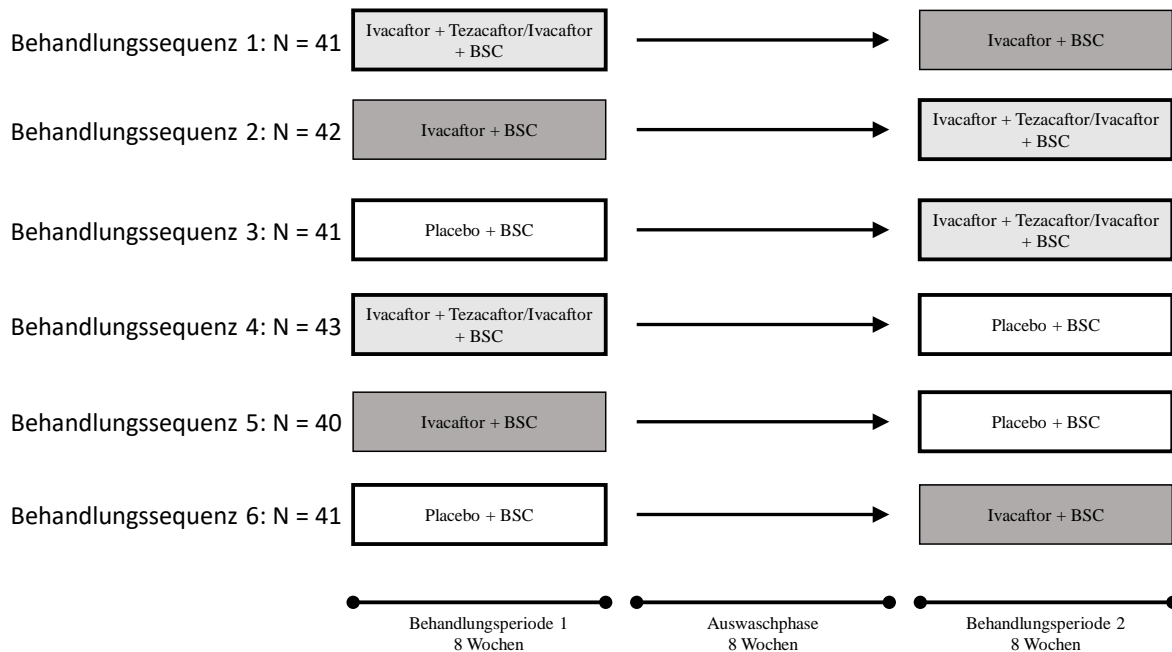 Behandlungssequenz 1: N = 41
Ivacaftor + Tezacaftor/Ivacaftor
+ BSC
Ivacaftor + BSC
Behandlungssequenz 2: N = 42
Ivacaftor + BSC
Ivacaftor + Tezacaftor/Ivacaftor
+ BSC
Behandlungssequenz 3: N = 41
Placebo + BSC
Ivacaftor + Tezacaftor/Ivacaftor
+ BSC
Behandlungssequenz 4: N = 43
Ivacaftor + Tezacaftor/Ivacaftor
+ BSC
Placebo + BSC
Behandlungssequenz 5: N = 40
Ivacaftor + BSC
Placebo + BSC
Behandlungssequenz 6: N = 41
Placebo + BSC
Ivacaftor + BSC
Behandlungsperiode 1
8 Wochen
Auswaschphase
8 Wochen
Behandlungsperiode 2
8 Wochen